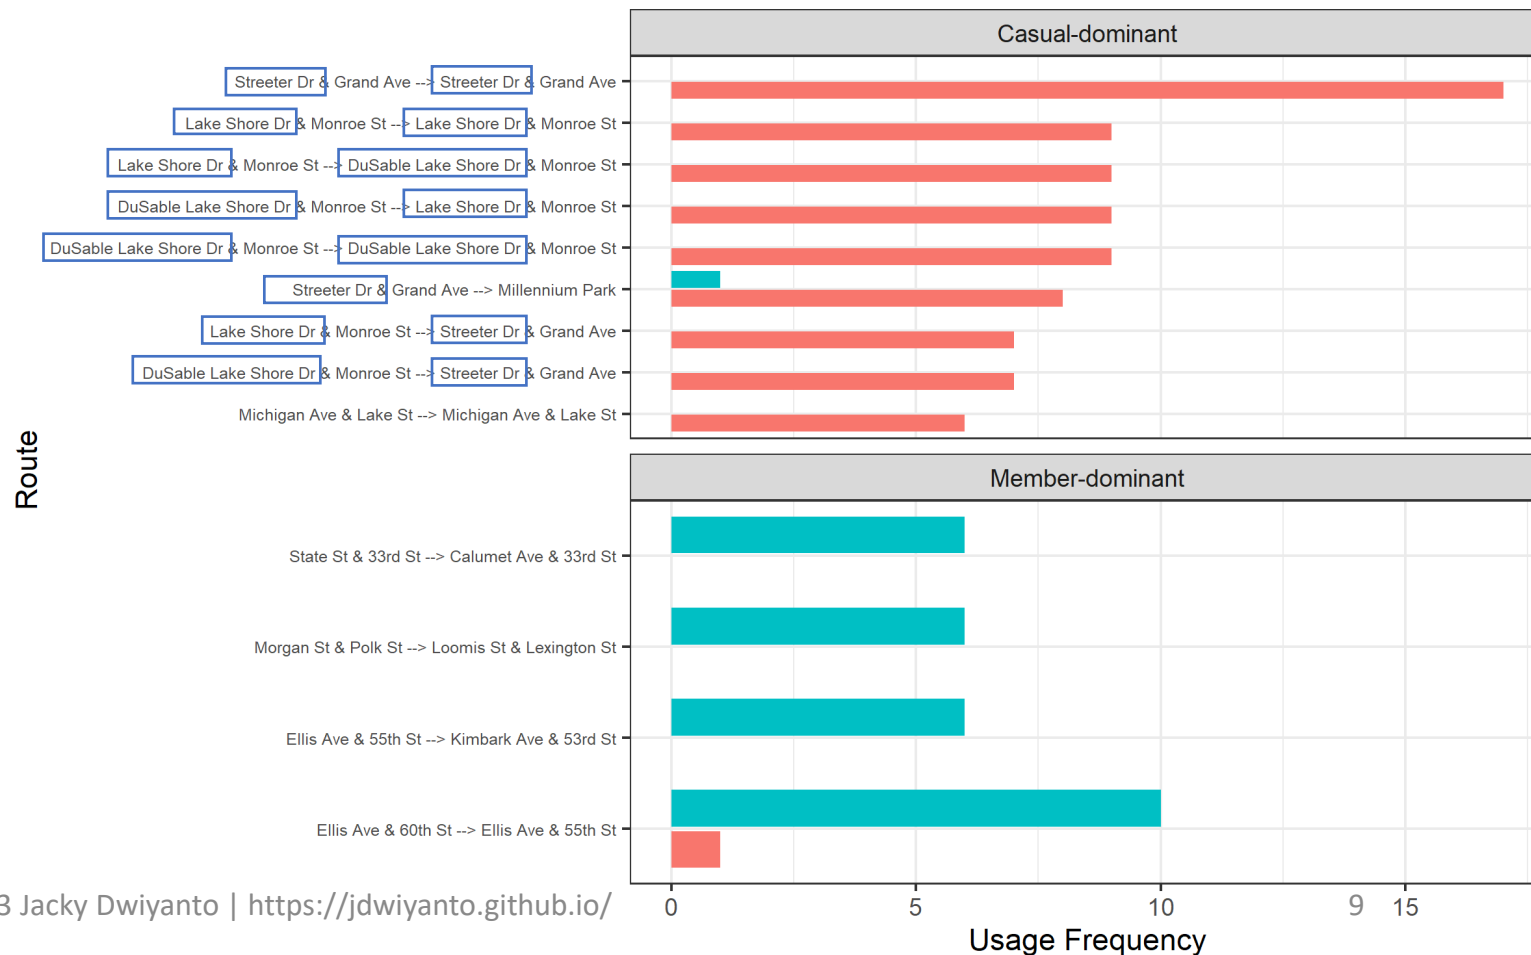 Casual-dominant
Streeter Dr & Grand Ave --> Streeter Dr & Grand Ave
Lake Shore Dr & Monroe St --> Lake Shore Dr & Monroe St
Lake Shore Dr & Monroe St --> DuSable Lake Shore Dr & Monroe St
DuSable Lake Shore Dr & Monroe St --> Lake Shore Dr & Monroe St
DuSable Lake Shore Dr & Monroe St --> DuSable Lake Shore Dr & Monroe St
Streeter Dr & Grand Ave --> Millennium Park
Lake Shore Dr & Monroe St --> Streeter Dr & Grand Ave
DuSable Lake Shore Dr & Monroe St --> Streeter Dr & Grand Ave
Michigan Ave & Lake St --> Michigan Ave & Lake St
Route
Member-dominant
State St & 33rd St --> Calumet Ave & 33rd St
Morgan St & Polk St --> Loomis St & Lexington St
Ellis Ave & 55th St --> Kimbark Ave & 53rd St
Ellis Ave & 60th St --> Ellis Ave & 55th St
3 Jacky Dwiyanto | https://jdwiyanto.github.io/
0 5 10 15
9
Usage Frequency